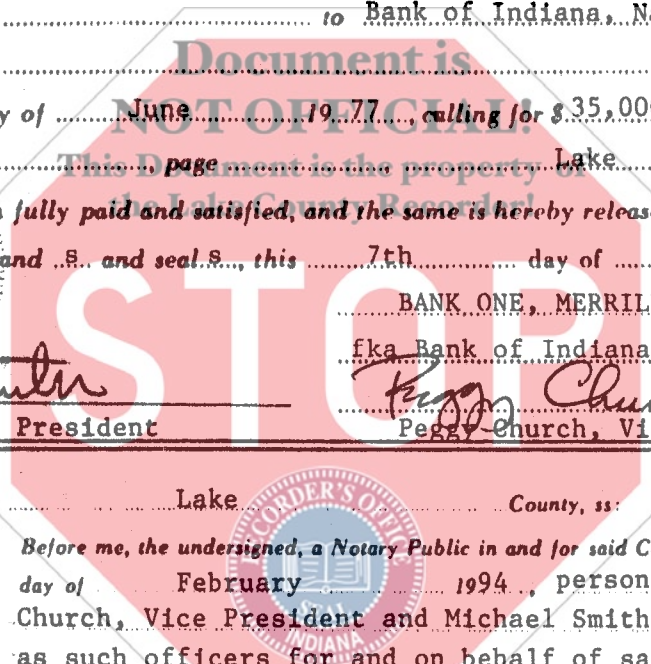 to Bank of Indiana, N
Document is
y of June 19 77, calling for $ 35,00
NOT OFFICIAL!
, page , Lake
This Document is the property of
the Lake County Recorder!
fully paid and satisfied, and the same is hereby releas
and s and seal s, this 7th day of
STOP
BANK ONE, MERRIL
fka Bank of Indiana
Peggy Chu
President
Peggy Church, Vi
Lake County, ss:
RECORDER'S OFFICE
Before me, the undersigned, a Notary Public in and for said C
day of February 1994, person
Church, Vice President and Michael Smith
SEAL
INDIANA
as such officers for and on behalf of sa